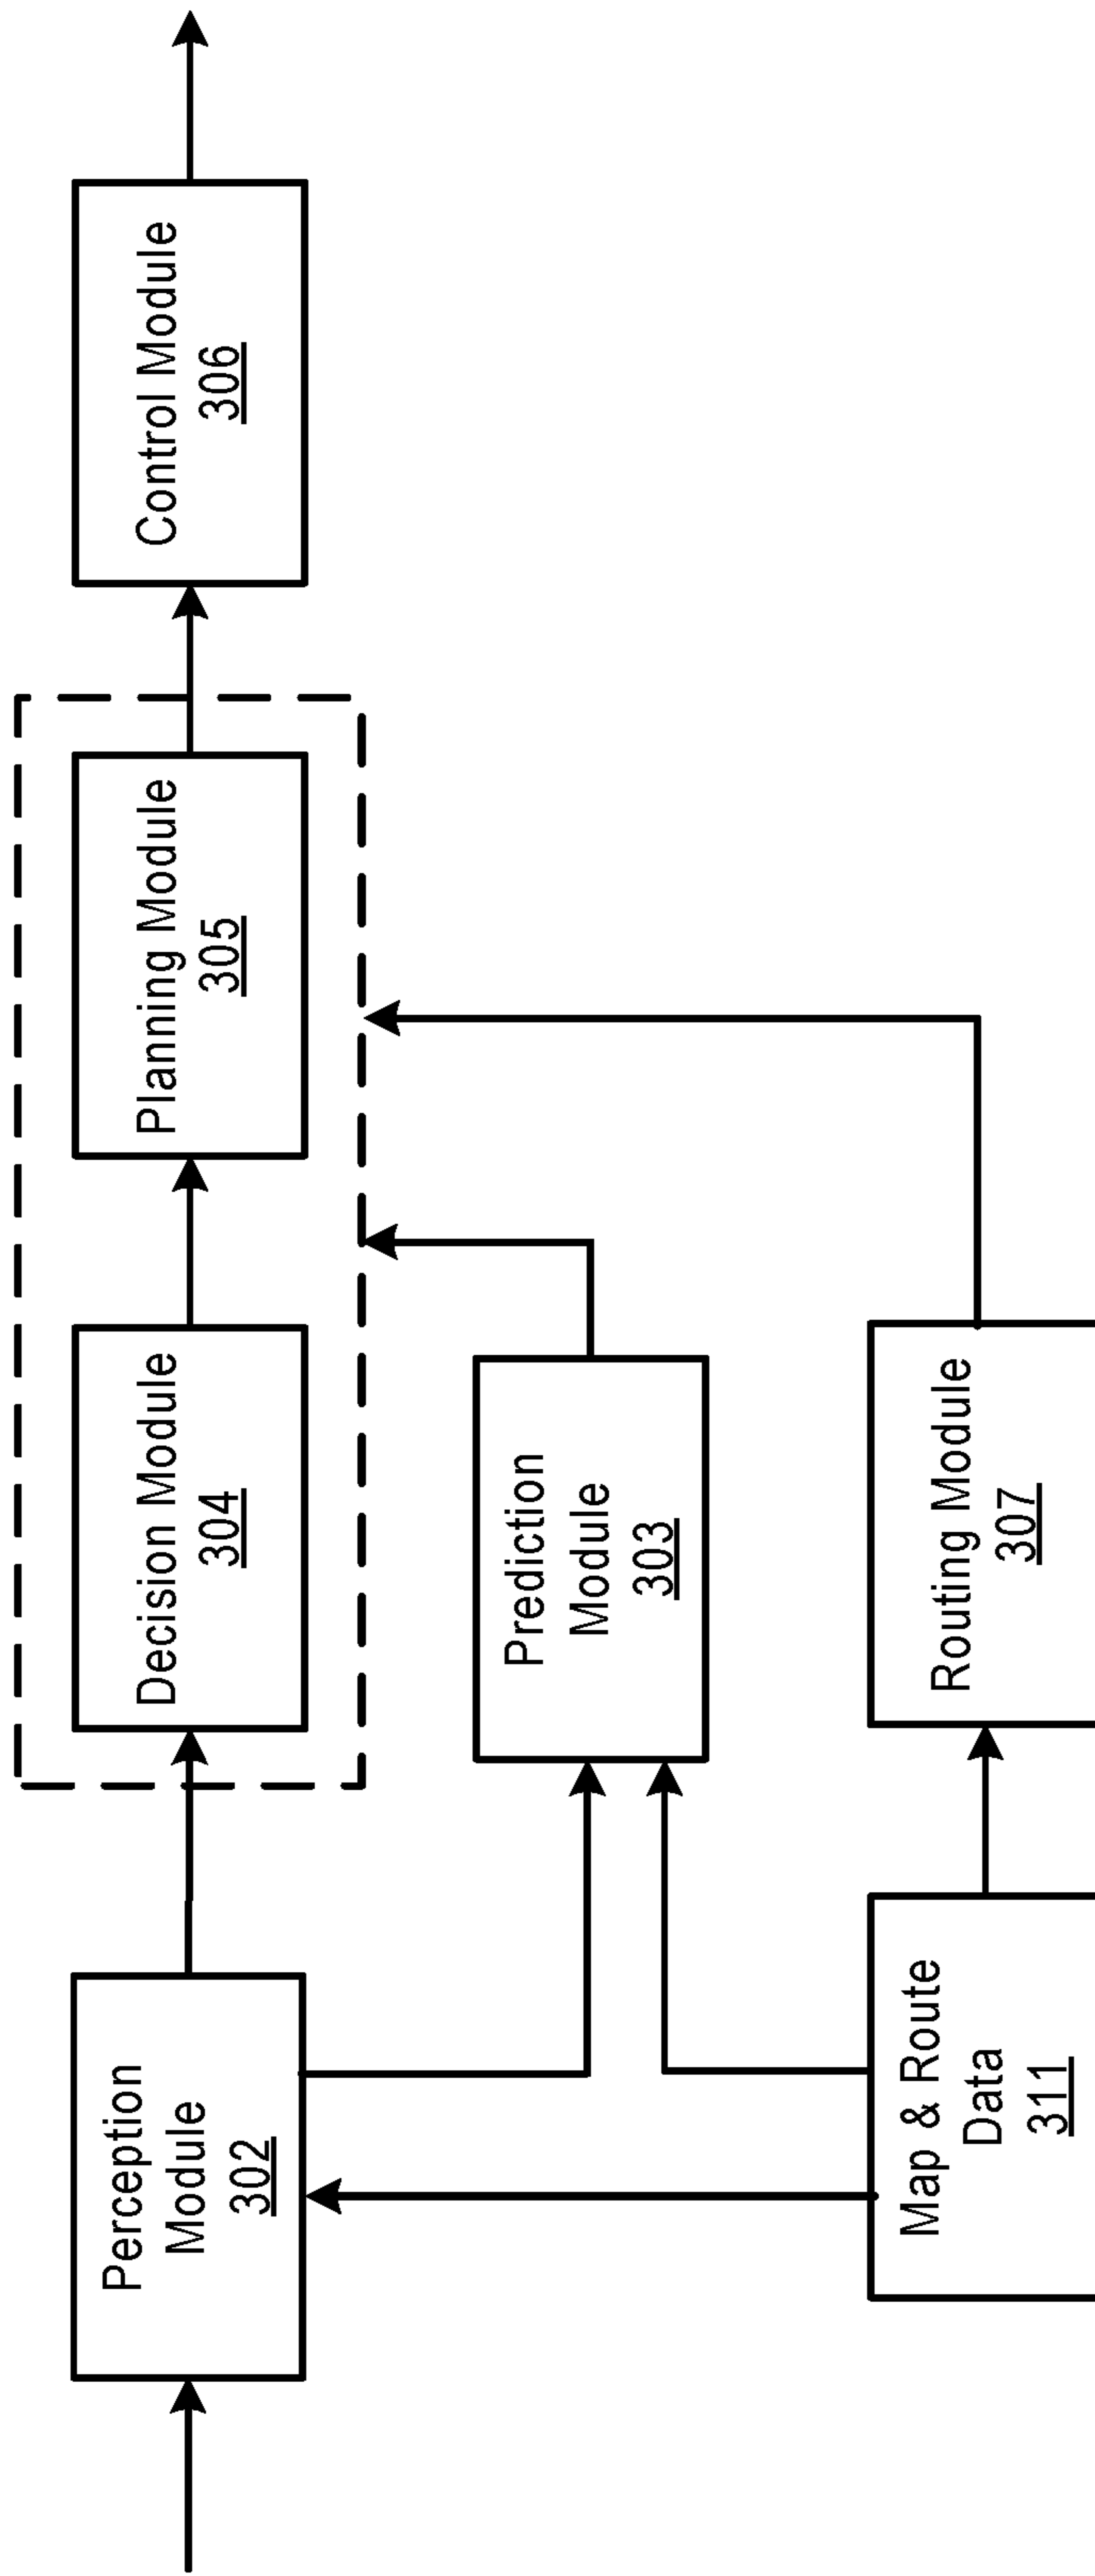 Perception
Module
302
Decision Module
304
Planning Module
305
Control Module
306
Prediction
Module
303
Map & Route
Data
311
Routing Module
307